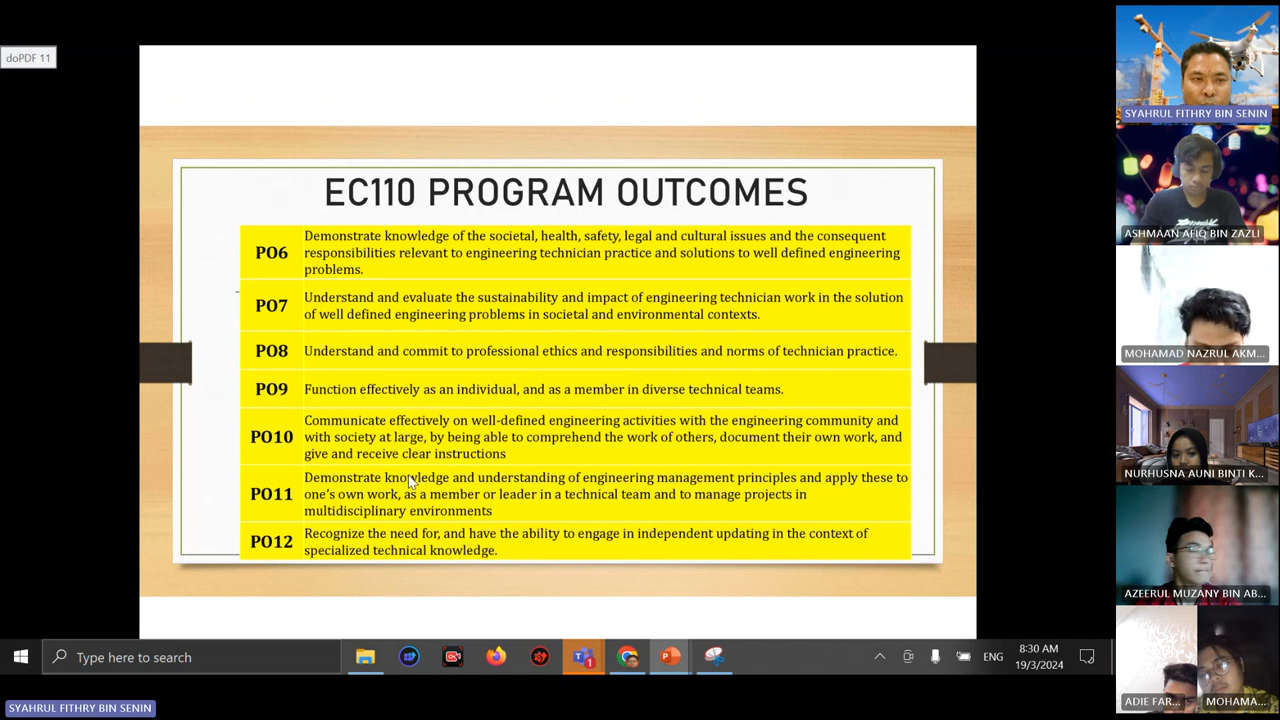 doPDF 11
EC110 PROGRAM OUTCOMES
PO6
Demonstrate knowledge of the societal, health, safety, legal and cultural issues and the consequent
responsibilities relevant to engineering technician practice and solutions to well defined engineering
problems.
PO7
Understand and evaluate the sustainability and impact of engineering technician work in the solution
of well defined engineering problems in societal and environmental contexts.
PO8
Understand and commit to professional ethics and responsibilities and norms of technician practice.
PO9
Function effectively as an individual, and as a member in diverse technical teams.
PO10
Communicate effectively on well-defined engineering activities with the engineering community and
with society at large, by being able to comprehend the work of others, document their own work, and
give and receive clear instructions
PO11
Demonstrate knowledge and understanding of engineering management principles and apply these to
one's own work, as a member or leader in a technical team and to manage projects in
multidisciplinary environments
PO12
Recognize the need for, and have the ability to engage in independent updating in the context of
specialized technical knowledge.
SYAHRUL FITHRY BIN SENIN
ASHMAAN AFIQ BIN ZAZLI
MOHAMAD NAZRUL AKM...
NURHUSNA AUNI BINTI K...
AZEERUL MUZANY BIN AB...
ADIE FAR...
MOHAMA...
Type here to search
1
ENG
8:30 AM
19/3/2024
SYAHRUL FITHRY BIN SENIN